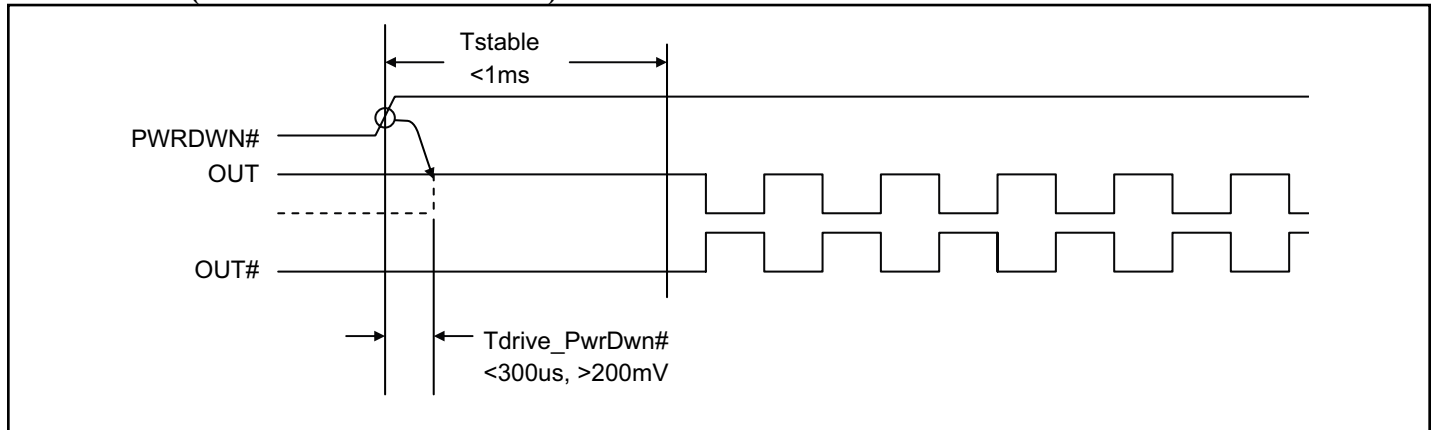 Tstable
<1ms
PWRDWN#
OUT
OUT#
Tdrive_PwrDwn#
<300us, >200mV